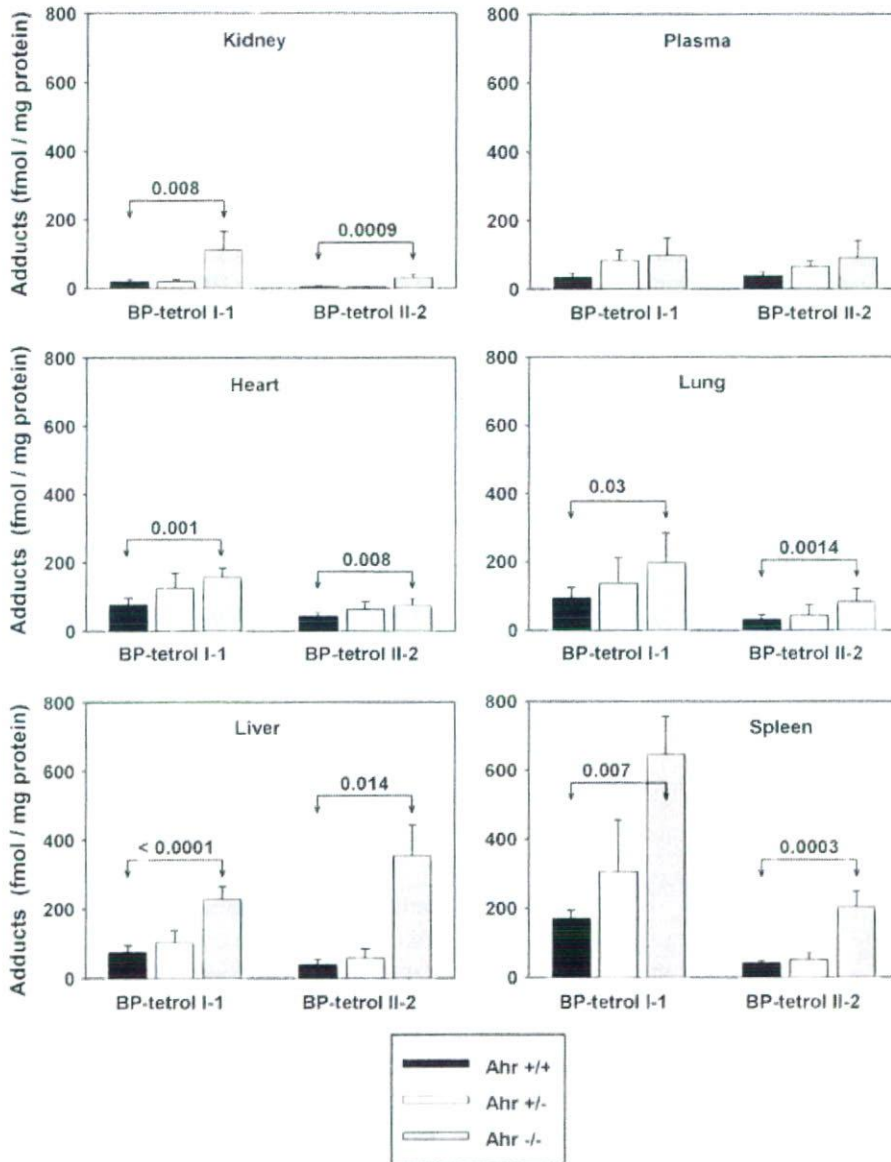 Adducts (fmol / mg protein)
800
600
400
200
0
Kidney
0.008
0.0009
BP-tetrol I-1 BP-tetrol II-2
800
600
400
200
0
Plasma
BP-tetrol I-1 BP-tetrol II-2
Adducts (fmol / mg protein)
800
600
400
200
0
Heart
0.001
0.008
BP-tetrol I-1 BP-tetrol II-2
800
600
400
200
0
Lung
0.03
0.0014
BP-tetrol I-1 BP-tetrol II-2
Adducts (fmol / mg protein)
800
600
400
200
0
Liver
0.014
< 0.0001
BP-tetrol I-1 BP-tetrol II-2
800
600
400
200
0
Spleen
0.007
0.0003
BP-tetrol I-1 BP-tetrol II-2
Ahr +/+
Ahr +/-
Ahr -/-